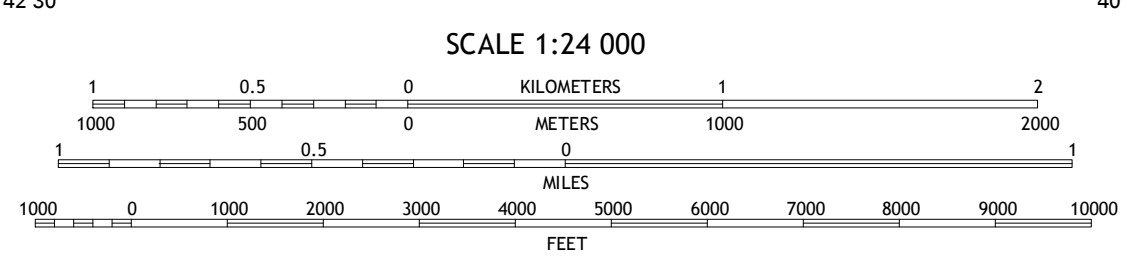 42'30" 40
SCALE 1:24 000
1 0.5 0 KILOMETERS 1 2
1000 500 0 METERS 1000 2000
1 0.5 0 1
MILES
1000 0 1000 2000 3000 4000 5000 6000 7000 8000 9000 10000
FEET